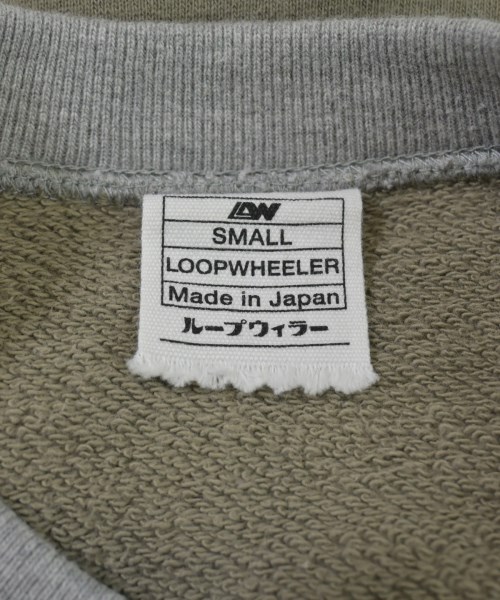 LW
SMALL
LOOPWHEELER
Made in Japan
ループウィラー